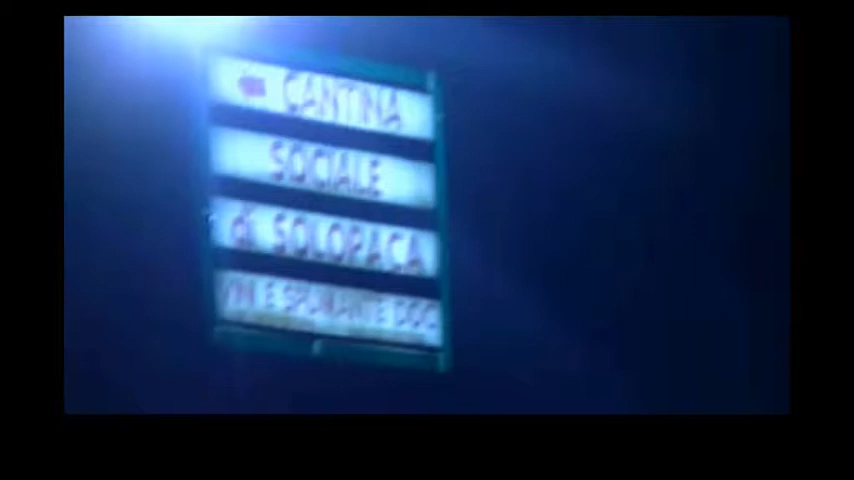 CANTINA
SOCIALE
di SOLOPACA
VINI E SPUMANTE DOC